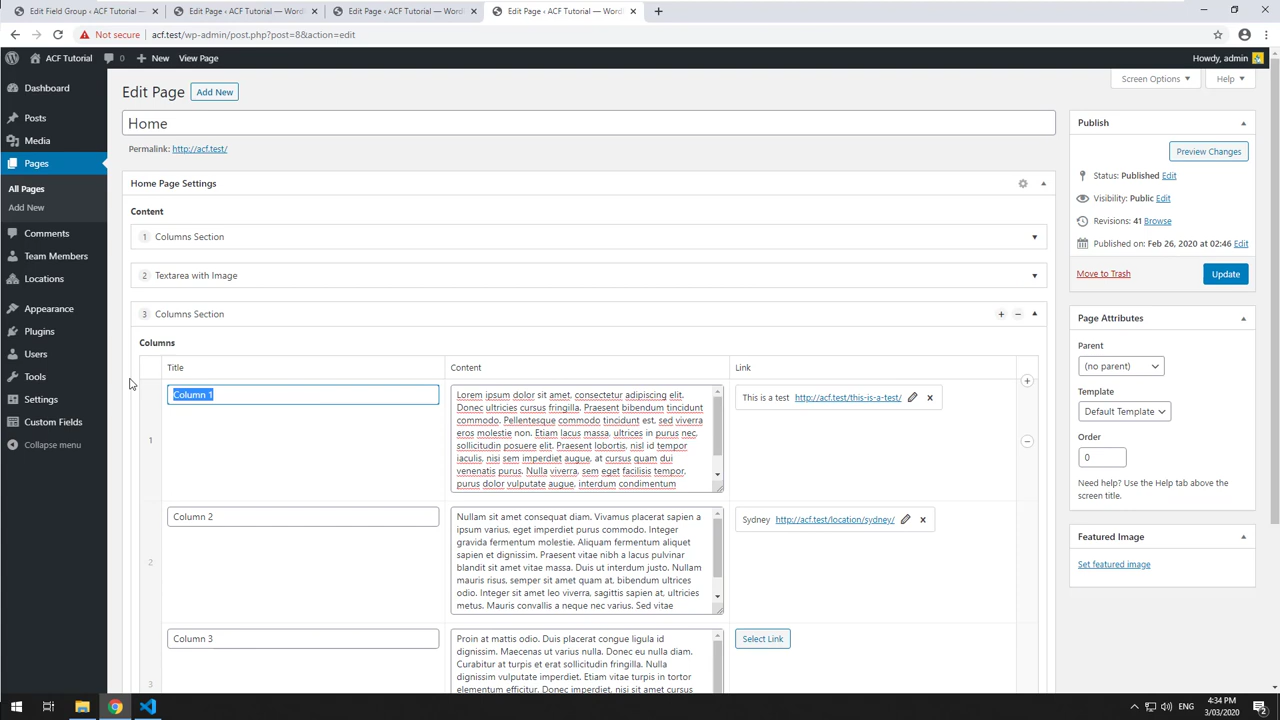 Edit Field Group ‹ ACF Tutorial —
Edit Page ‹ ACF Tutorial — WordP
Edit Page ‹ ACF Tutorial — WordP
Edit Page ‹ ACF Tutorial — WordP
Not secure
acf.test/wp-admin/post.php?post=8&action=edit
ACF Tutorial
0
New
View Page
Howdy, admin
Dashboard
Posts
Media
Pages
All Pages
Add New
Comments
Team Members
Locations
Appearance
Plugins
Users
Tools
Settings
Custom Fields
Collapse menu
Screen Options
Help
Edit Page
Add New
Home
Permalink: http://acf.test/
Home Page Settings
Content
1 Columns Section
2 Textarea with Image
3 Columns Section
Columns
Title
Content
Link
1
Column 1
Lorem ipsum dolor sit amet, consectetur adipiscing elit.
Donec ultricies cursus fringilla. Praesent bibendum tincidunt
commodo. Pellentesque commodo tincidunt est, sed viverra
eros molestie non. Etiam lacus massa, ultrices in purus nec,
sollicitudin posuere elit. Praesent lobortis, nisl id tempor
iaculis, nisi sem imperdiet augue, at cursus quam dui
venenatis purus. Nulla viverra, sem eget facilisis tempor,
purus dolor vulputate augue, interdum condimentum
This is a test http://acf.test/this-is-a-test/
2
Column 2
Nullam sit amet consequat diam. Vivamus placerat sapien a
ipsum varius, eget imperdiet purus commodo. Integer
gravida fermentum molestie. Aliquam fermentum aliquet
sapien et dignissim. Praesent vitae nibh a lacus pulvinar
blandit sit amet vitae massa. Duis ut interdum justo. Nullam
mauris risus, semper sit amet quam at, bibendum ultrices
odio. Integer sit amet leo viverra, sagittis sapien at, ultricies
metus. Mauris convallis a neque nec varius. Sed vitae
Sydney http://acf.test/location/sydney/
3
Column 3
Proin at mattis odio. Duis placerat congue ligula id
dignissim. Maecenas ut varius nulla. Donec eu nulla diam.
Curabitur at turpis et erat sollicitudin fringilla. Nulla
dignissim, enim vitae euismod vestibulum, est turpis in tortor
elementum efficitur. Donec imperdiet, arcu cursus
Select Link
Publish
Preview Changes
Status: Published Edit
Visibility: Public Edit
Revisions: 41 Browse
Published on: Feb 26, 2020 at 02:46 Edit
Move to Trash
Update
Page Attributes
Parent
(no parent)
Template
Default Template
Order
0
Need help? Use the Help tab above the
screen title.
Featured Image
Set featured image
ENG
4:34 PM
3/03/2020
2